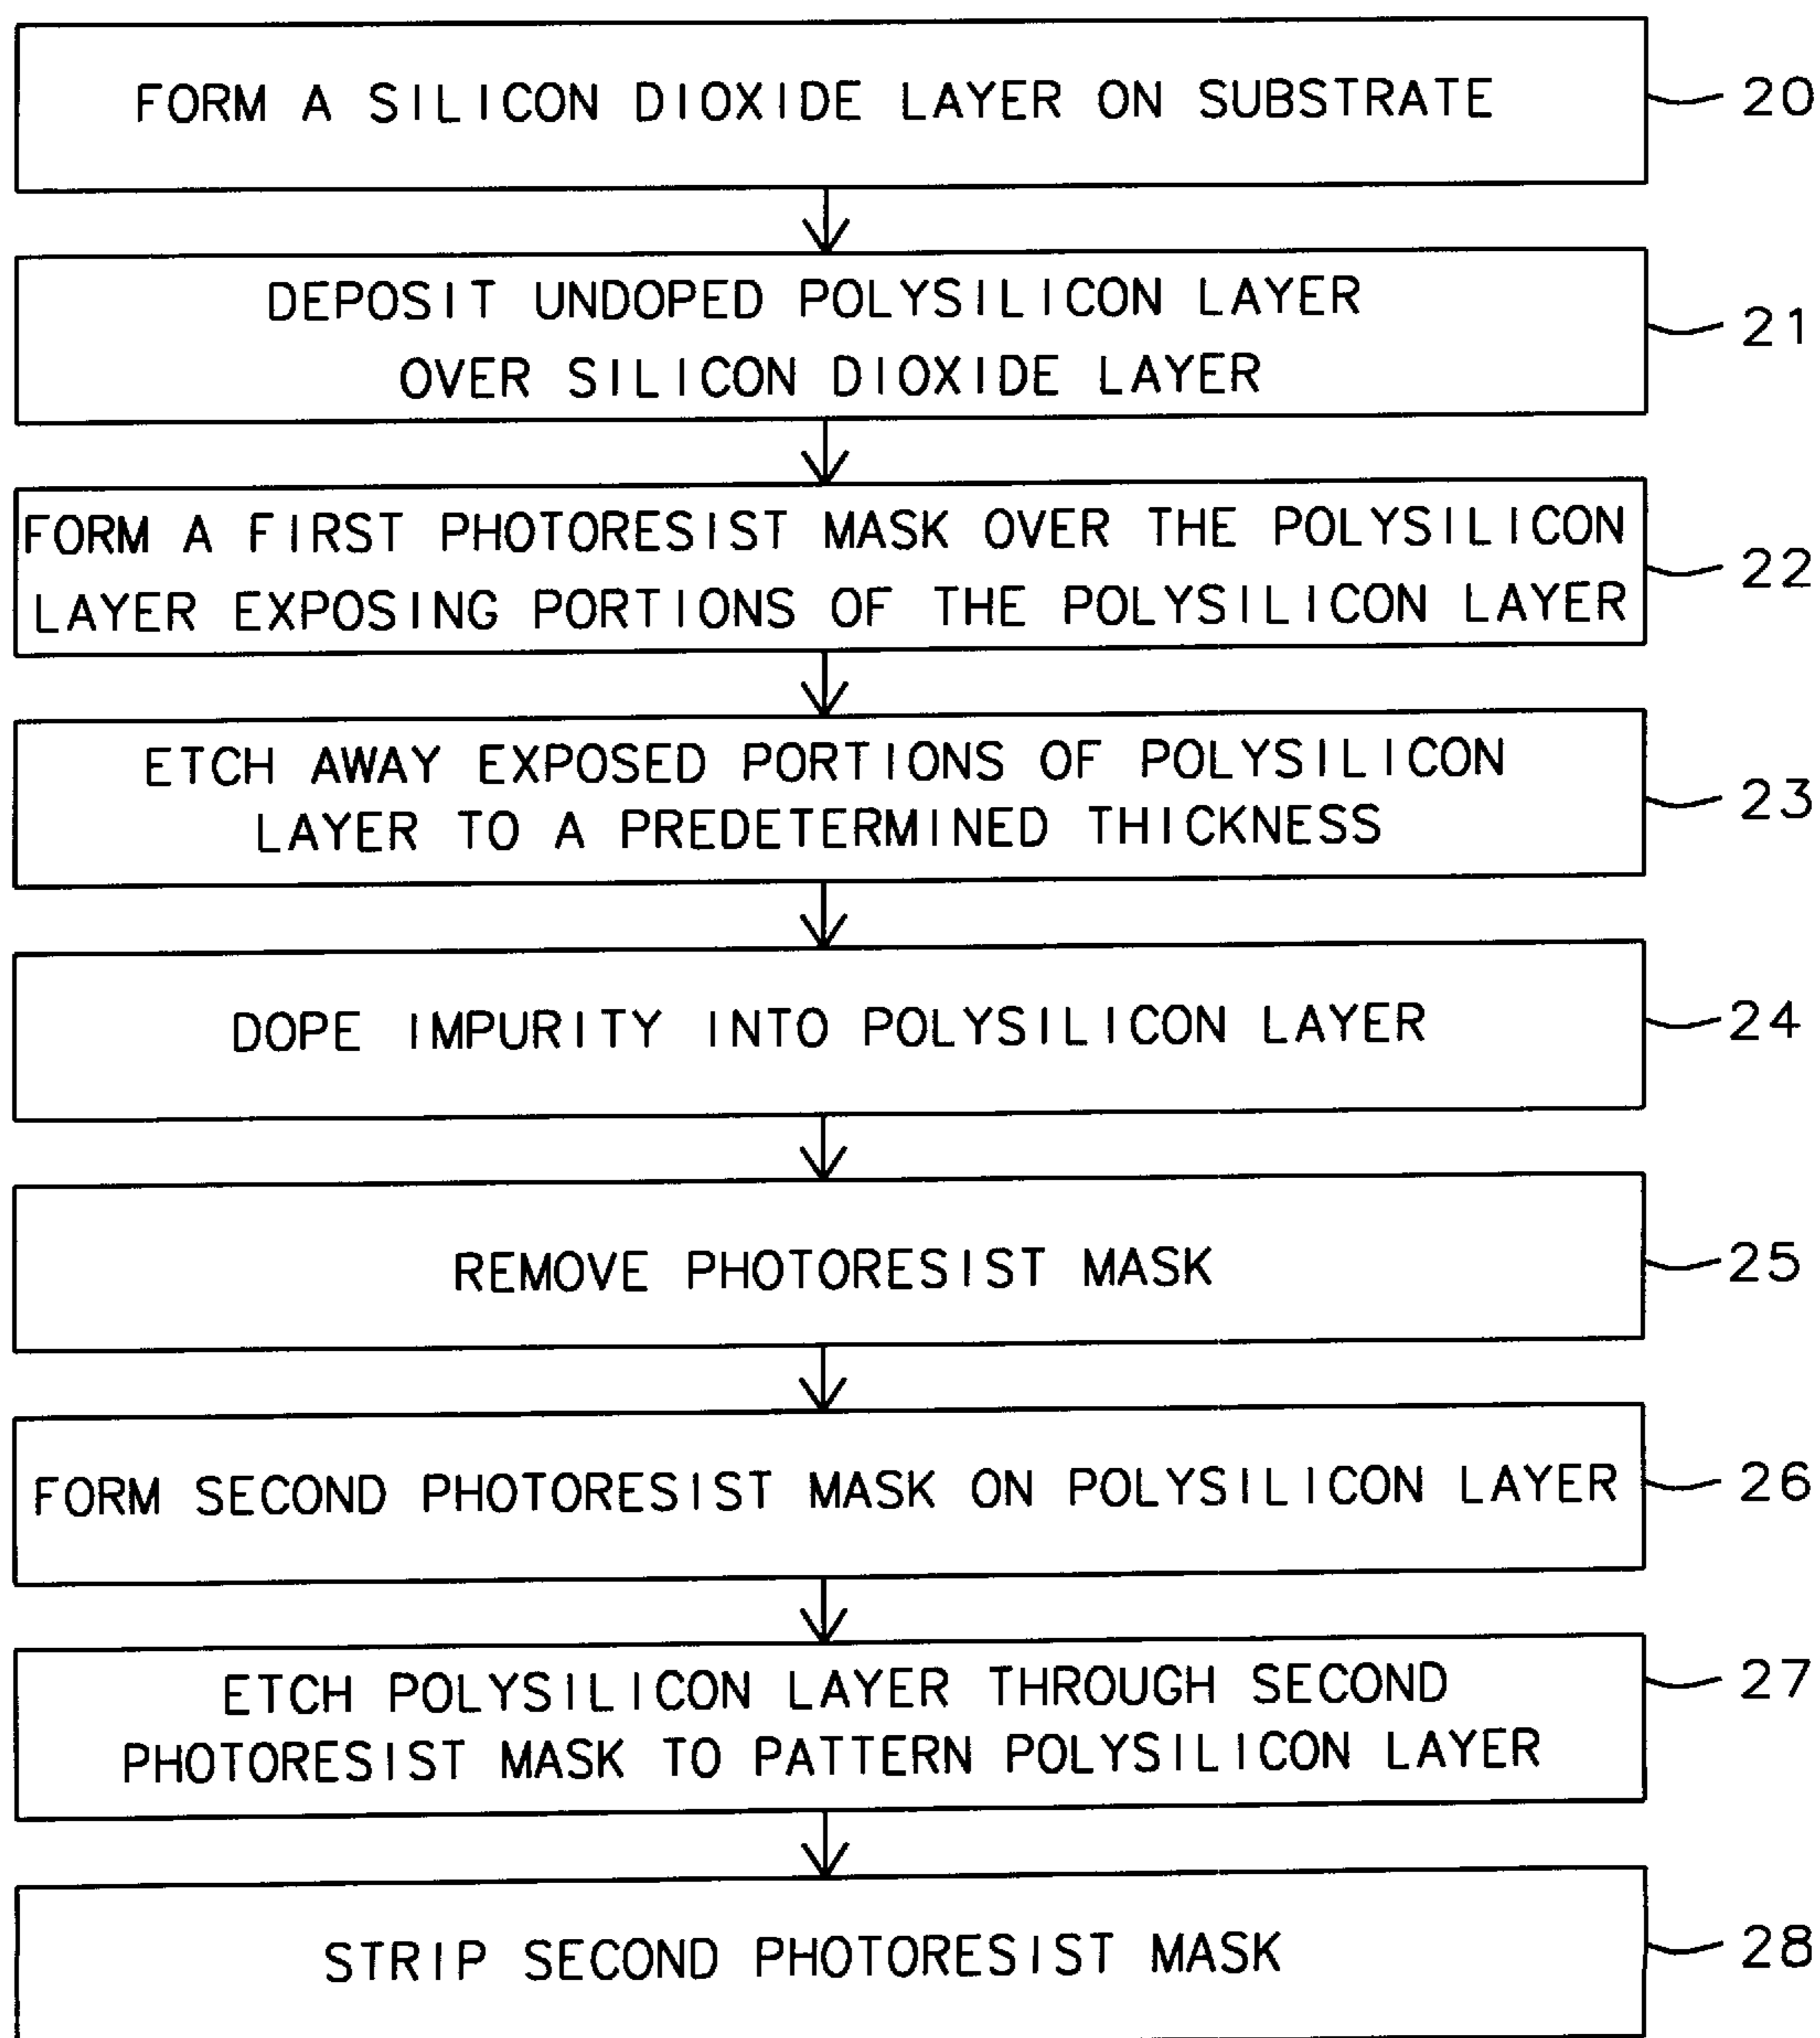 FORM A SILICON DIOXIDE LAYER ON SUBSTRATE
20
DEPOSIT UNDOPED POLYSILICON LAYER
OVER SILICON DIOXIDE LAYER
21
FORM A FIRST PHOTORESIST MASK OVER THE POLYSILICON
LAYER EXPOSING PORTIONS OF THE POLYSILICON LAYER
22
ETCH AWAY EXPOSED PORTIONS OF POLYSILICON
LAYER TO A PREDETERMINED THICKNESS
23
DOPE IMPURITY INTO POLYSILICON LAYER
24
REMOVE PHOTORESIST MASK
25
FORM SECOND PHOTORESIST MASK ON POLYSILICON LAYER
26
ETCH POLYSILICON LAYER THROUGH SECOND
PHOTORESIST MASK TO PATTERN POLYSILICON LAYER
27
STRIP SECOND PHOTORESIST MASK
28